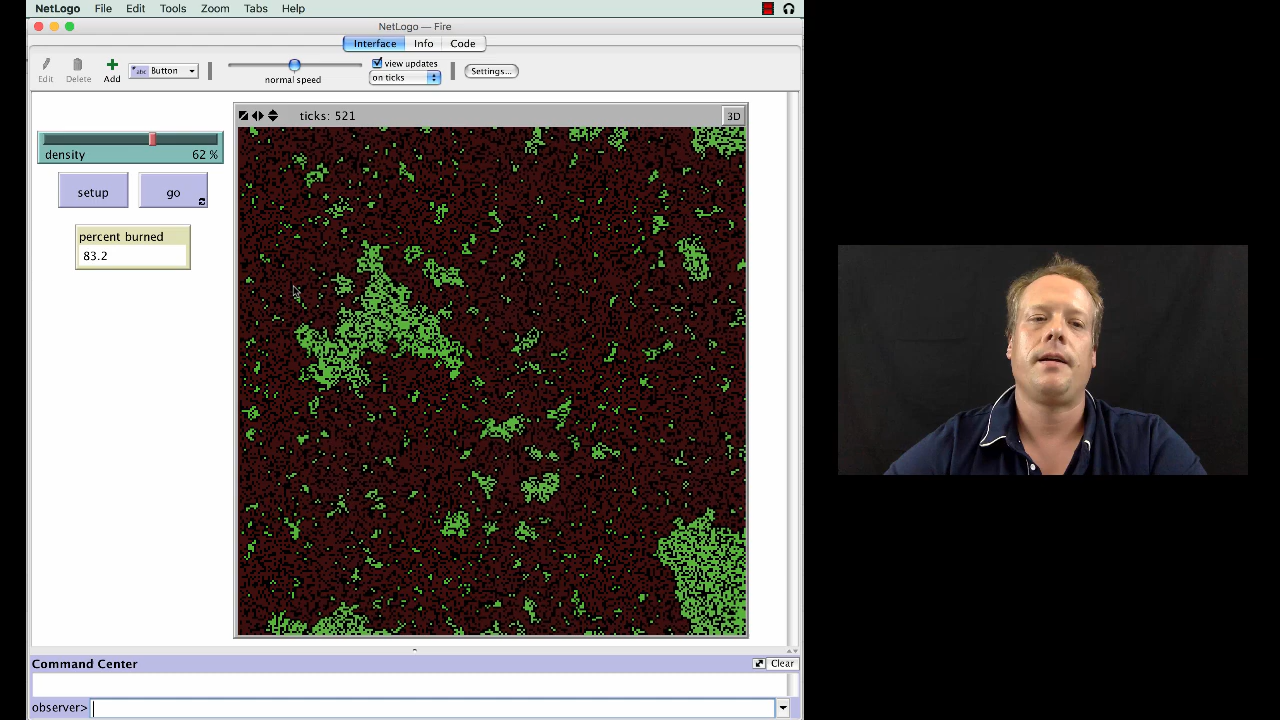 NetLogo File Edit Tools Zoom Tabs Help
NetLogo — Fire
Interface Info Code
Edit Delete Add abc Button normal speed view updates on ticks Settings...
ticks: 521 3D
density 62 %
setup go
percent burned
83.2
Command Center Clear
observer>